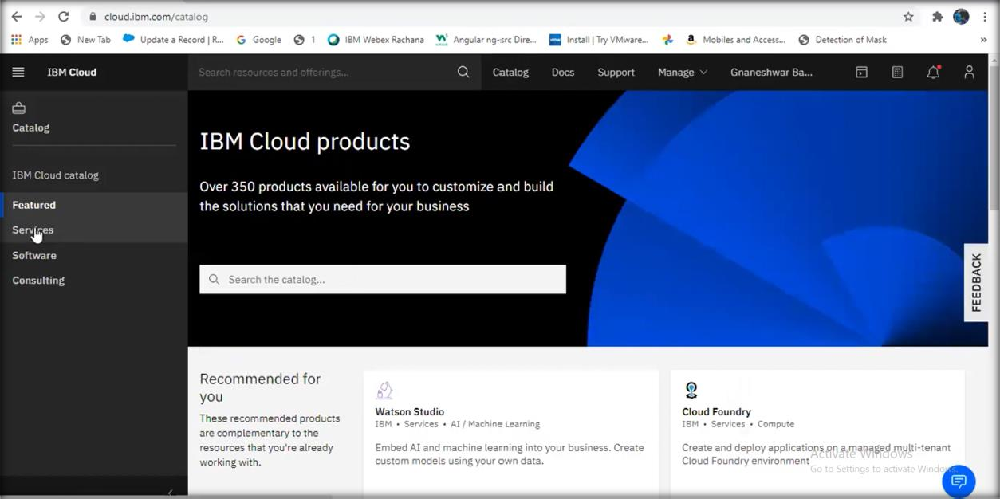 cloud.ibm.com/catalog
Apps New Tab Update a Record | R... Google 1 IBM Webex Rachana Angular ng-src Dire... Install | Try VMware... Mobiles and Access... Detection of Mask »
IBM Cloud
Search resources and offerings...
Catalog Docs Support Manage Gnaneshwar Ba...
Catalog
IBM Cloud catalog
Featured
Services
Software
Consulting
IBM Cloud products
Over 350 products available for you to customize and build
the solutions that you need for your business
Search the catalog...
FEEDBACK
Recommended for
you
These recommended products
are complementary to the
resources that you're already
working with.
Watson Studio
IBM • Services • AI / Machine Learning
Embed AI and machine learning into your business. Create
custom models using your own data.
Cloud Foundry
IBM • Services • Compute
Create and deploy applications on a managed multi-tenant
Cloud Foundry environment
Activate Windows
Go to Settings to activate Windows.